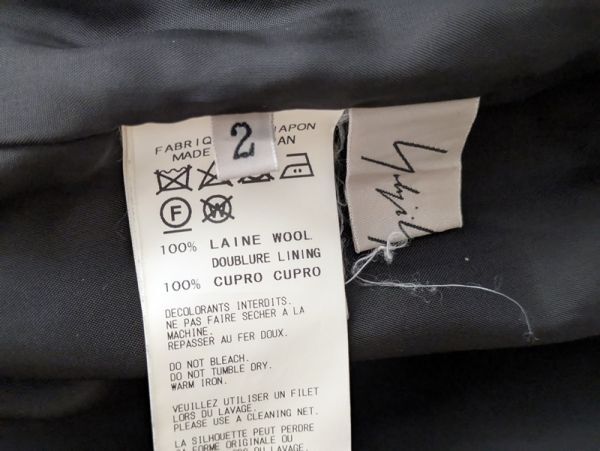 FABRIQ
APON
MADE
AN
2
F
W
100% LAINE WOOL
DOUBLURE LINING
100% CUPRO CUPRO
DECOLORANTS INTERDITS.
NE PAS FAIRE SECHER A LA
MACHINE.
REPASSER AU FER DOUX.
DO NOT BLEACH.
DO NOT TUMBLE DRY.
WARM IRON.
VEUILLEZ UTILISER UN FILET
LORS DU LAVAGE.
PLEASE USE A CLEANING NET.
LA SILHOUETTE PEUT PERDRE
SA FORME ORIGINALE OU